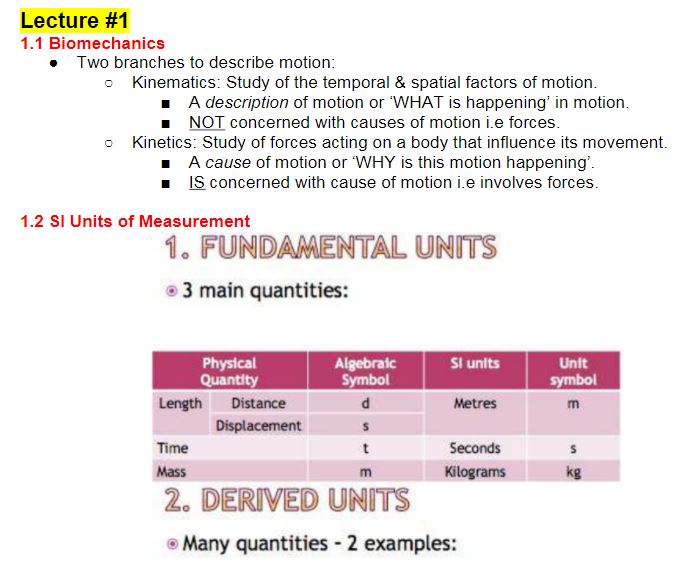 Lecture #1
1.1 Biomechanics
● Two branches to describe motion:
○ Kinematics: Study of the temporal & spatial factors of motion.
■ A description of motion or ‘WHAT is happening’ in motion.
■ NOT concerned with causes of motion i.e forces.
○ Kinetics: Study of forces acting on a body that influence its movement.
■ A cause of motion or ‘WHY is this motion happening’.
■ IS concerned with cause of motion i.e involves forces.
1.2 SI Units of Measurement
1. FUNDAMENTAL UNITS
3 main quantities:
Physical Quantity Algebraic Symbol SI units Unit symbol
Length Distance d Metres m
Displacement s
Time t Seconds s
Mass m Kilograms kg
2. DERIVED UNITS
Many quantities - 2 examples: